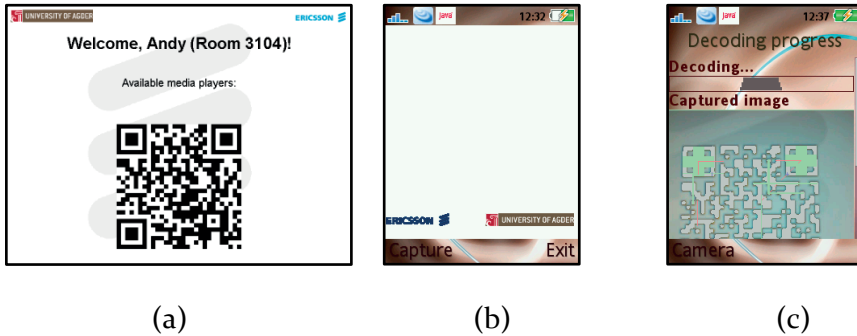 UNIVERSITY OF AGDER
ERICSSON
Welcome, Andy (Room 3104)!
Available media players:
Java
12:32
ERICSSON
UNIVERSITY OF AGDER
Capture
Exit
Java
12:37
Decoding progress
Decoding...
Captured image
Camera
(a)
(b)
(c)